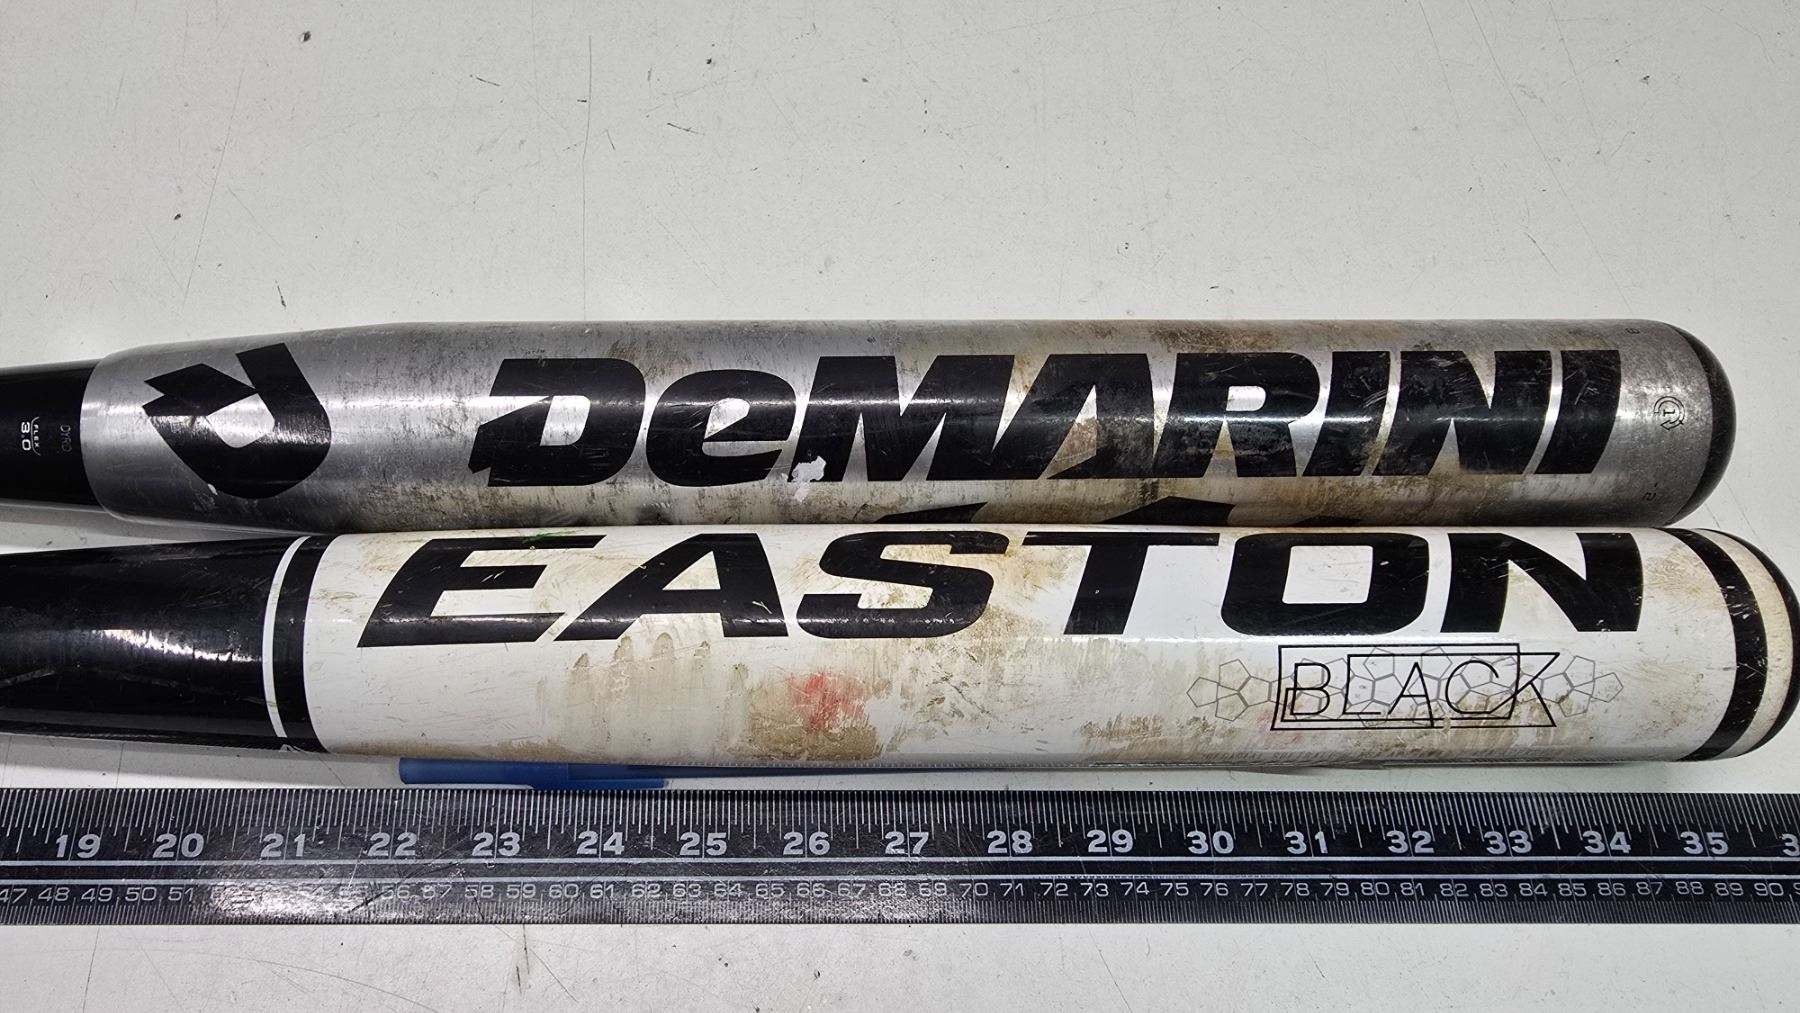 DeMARINI
FLEX
3.0
EASTON
BLACK
19 20 21 22 23 24 25 26 27 28 29 30 31 32 33 34 35
47 48 49 50 51 52 53 54 55 56 57 58 59 60 61 62 63 64 65 66 67 68 69 70 71 72 73 74 75 76 77 78 79 80 81 82 83 84 85 86 87 88 89 90